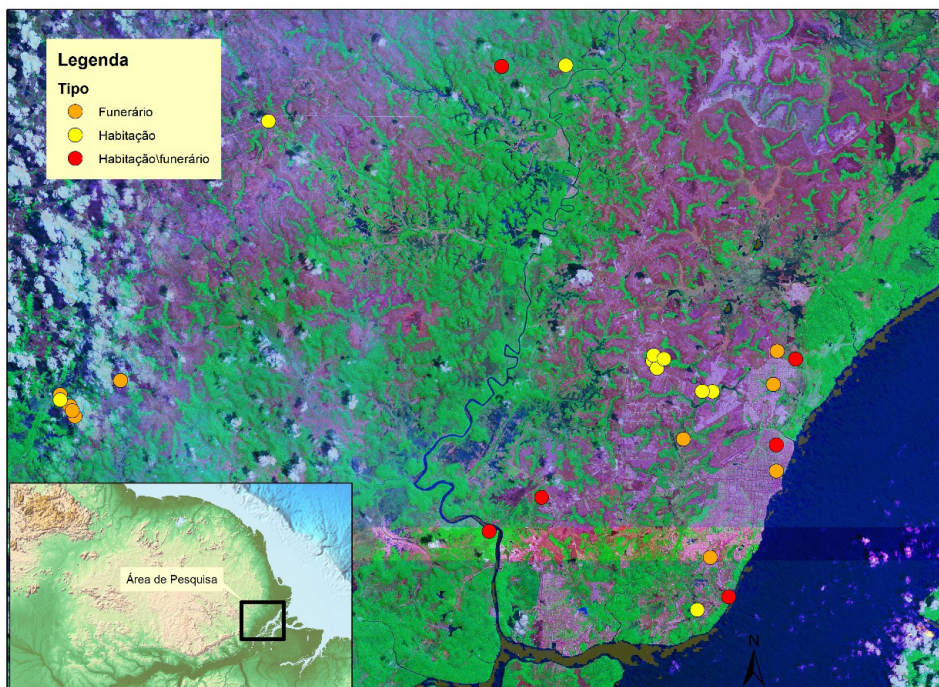 Legenda
Tipo
Funerário
Habitação
Habitação\funerário
Área de Pesquisa
N